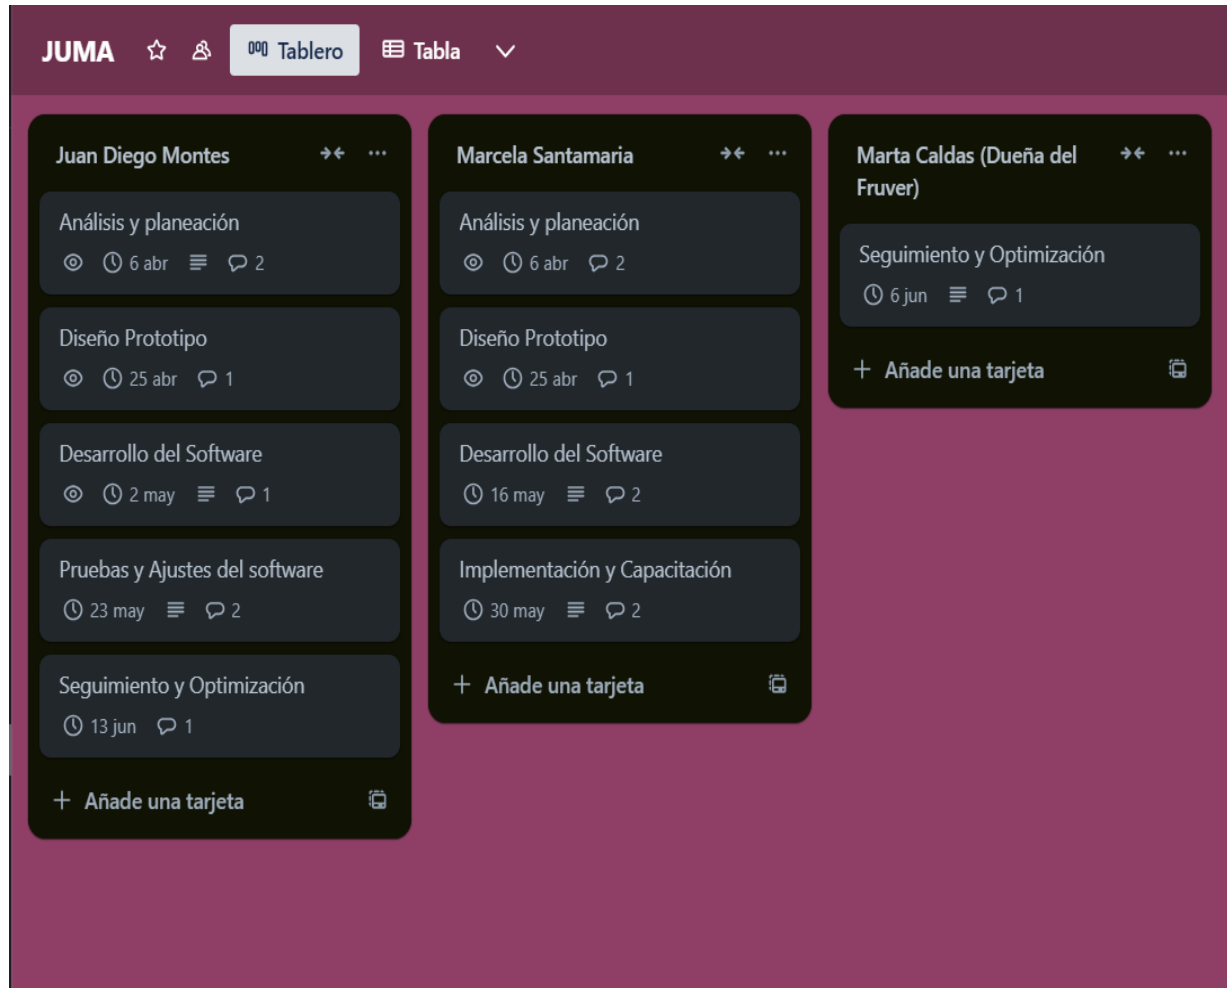 JUMA Tablero Tabla
Juan Diego Montes
Análisis y planeación
6 abr 2
Diseño Prototipo
25 abr 1
Desarrollo del Software
2 may 1
Pruebas y Ajustes del software
23 may 2
Seguimiento y Optimización
13 jun 1
+ Añade una tarjeta
Marcela Santamaria
Análisis y planeación
6 abr 2
Diseño Prototipo
25 abr 1
Desarrollo del Software
16 may 2
Implementación y Capacitación
30 may 2
+ Añade una tarjeta
Marta Caldas (Dueña del
Fruver)
Seguimiento y Optimización
6 jun 1
+ Añade una tarjeta